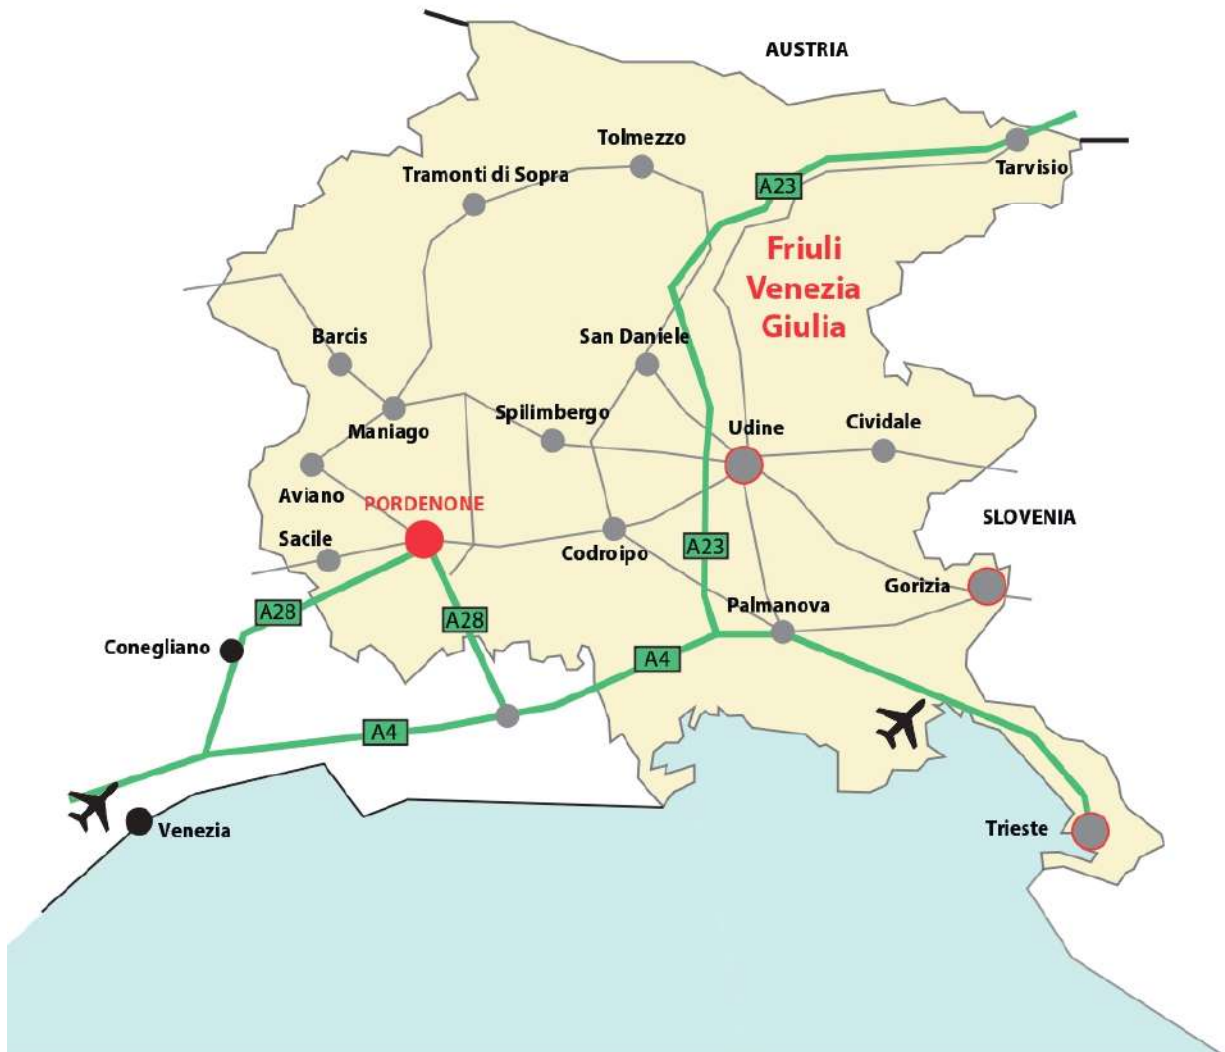 AUSTRIA
Tolmezzo
Tramonti di Sopra
Tarvisio
A23
Friuli
Venezia
Giulia
Barcis
San Daniele
Spilimbergo
Udine
Cividale
Maniago
Aviano
PORDENONE
SLOVENIA
Sacile
Codroipo
A23
Gorizia
Palmanova
A28
A28
Conegliano
A4
A4
Venezia
Trieste